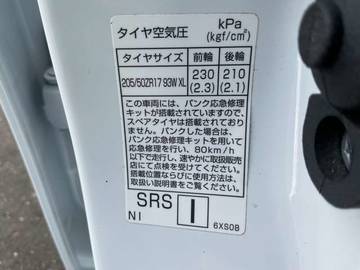 タイヤ空気圧 kPa
(kgf/c㎡)
タイヤサイズ 前輪 後輪
205/50ZR17 93W XL 230 210
(2.3) (2.1)
この車両には、パンク応急修理
キットが搭載されていますので、
スペアタイヤは搭載されており
ません。パンクした場合は、
パンク応急修理キットを用いて
応急修理を行い、80km/h
以下で走行し、速やかに取扱販売
店にて点検を受けてください。
搭載位置ならびに使用方法は、
取扱い説明書をご覧ください。
SRS I
NI 6XS0B